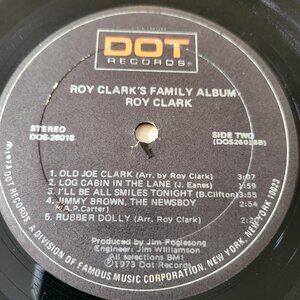 DOT
RECORDS®
ROY CLARK'S FAMILY ALBUM
ROY CLARK
STEREO
DOS-26018
SIDE TWO
(DOS26018B)
1. OLD JOE CLARK (Arr. by Roy Clark) 3:07
2. LOG CABIN IN THE LANE (J. Eanes) 1:59
3. I'LL BE ALL SMILES TONIGHT (B.Clifton) 3:55
4. JIMMY BROWN, THE NEWSBOY 2:54
(A.P.Carter)
5. RUBBER DOLLY (Arr. by Roy Clark) 2:20
Produced by Jim Foglesong
Engineer: Jim Williamson
All selections BMI
©1973 Dot Records
℗1973 DOT RECORDS, A DIVISION OF FAMOUS MUSIC CORPORATION, NEW YORK, NEW YORK 10023